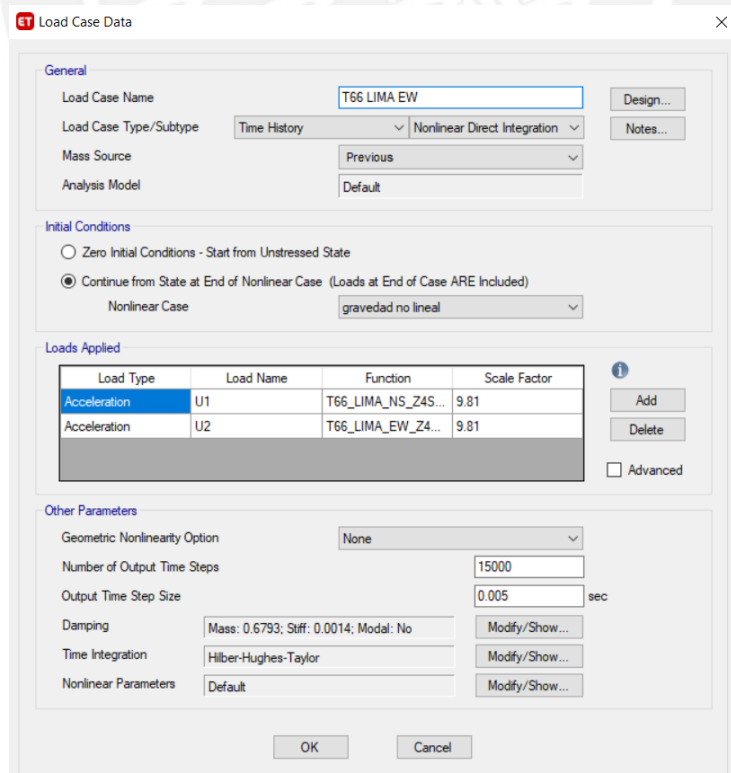 ET Load Case Data
General
Load Case Name T66 LIMA EW Design...
Load Case Type/Subtype Time History Nonlinear Direct Integration Notes...
Mass Source Previous
Analysis Model Default
Initial Conditions
Zero Initial Conditions - Start from Unstressed State
Continue from State at End of Nonlinear Case (Loads at End of Case ARE Included)
Nonlinear Case gravedad no lineal
Loads Applied
Load Type Load Name Function Scale Factor
Acceleration U1 T66_LIMA_NS_Z4S... 9.81 Add
Acceleration U2 T66_LIMA_EW_Z4... 9.81 Delete
Advanced
Other Parameters
Geometric Nonlinearity Option None
Number of Output Time Steps 15000
Output Time Step Size 0.005 sec
Damping Mass: 0.6793; Stiff: 0.0014; Modal: No Modify/Show...
Time Integration Hilber-Hughes-Taylor Modify/Show...
Nonlinear Parameters Default Modify/Show...
OK Cancel